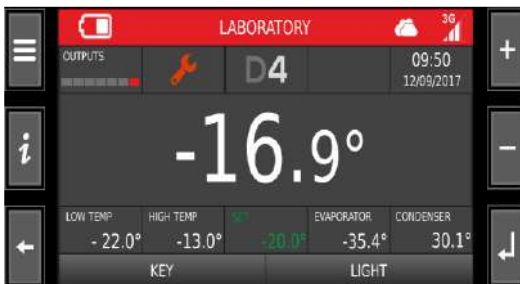 LABORATORY
3G
OUTPUTS
D4
09:50
12/09/2017
-16.9°
LOW TEMP
- 22.0°
HIGH TEMP
-13.0°
SET
-20.0°
EVAPORATOR
-35.4°
CONDENSER
30.1°
KEY
LIGHT
+
i
-